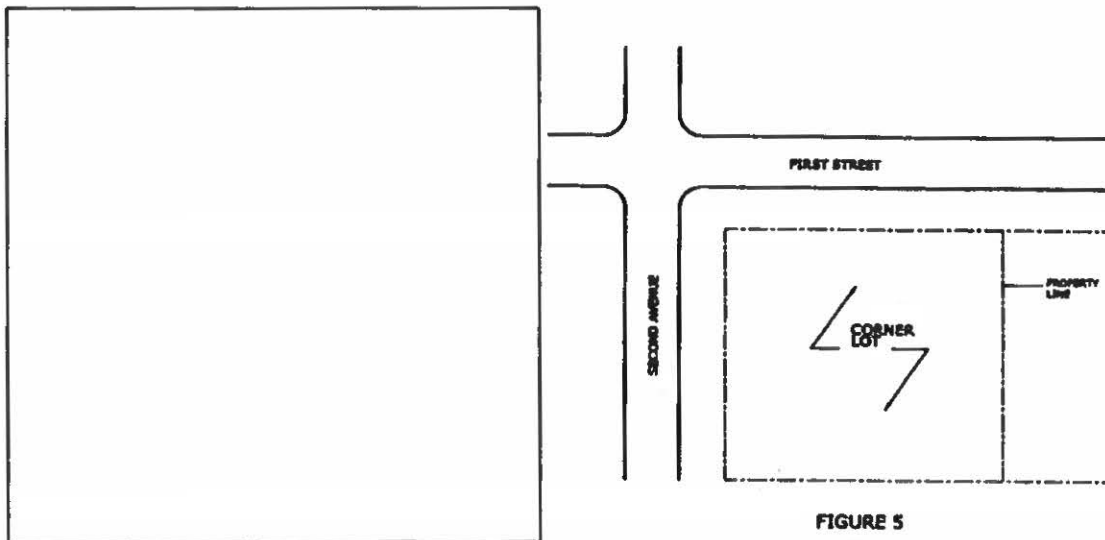 FIRST STREET
SECOND AVENUE
PROPERTY
LINE
CORNER
LOT
FIGURE 5